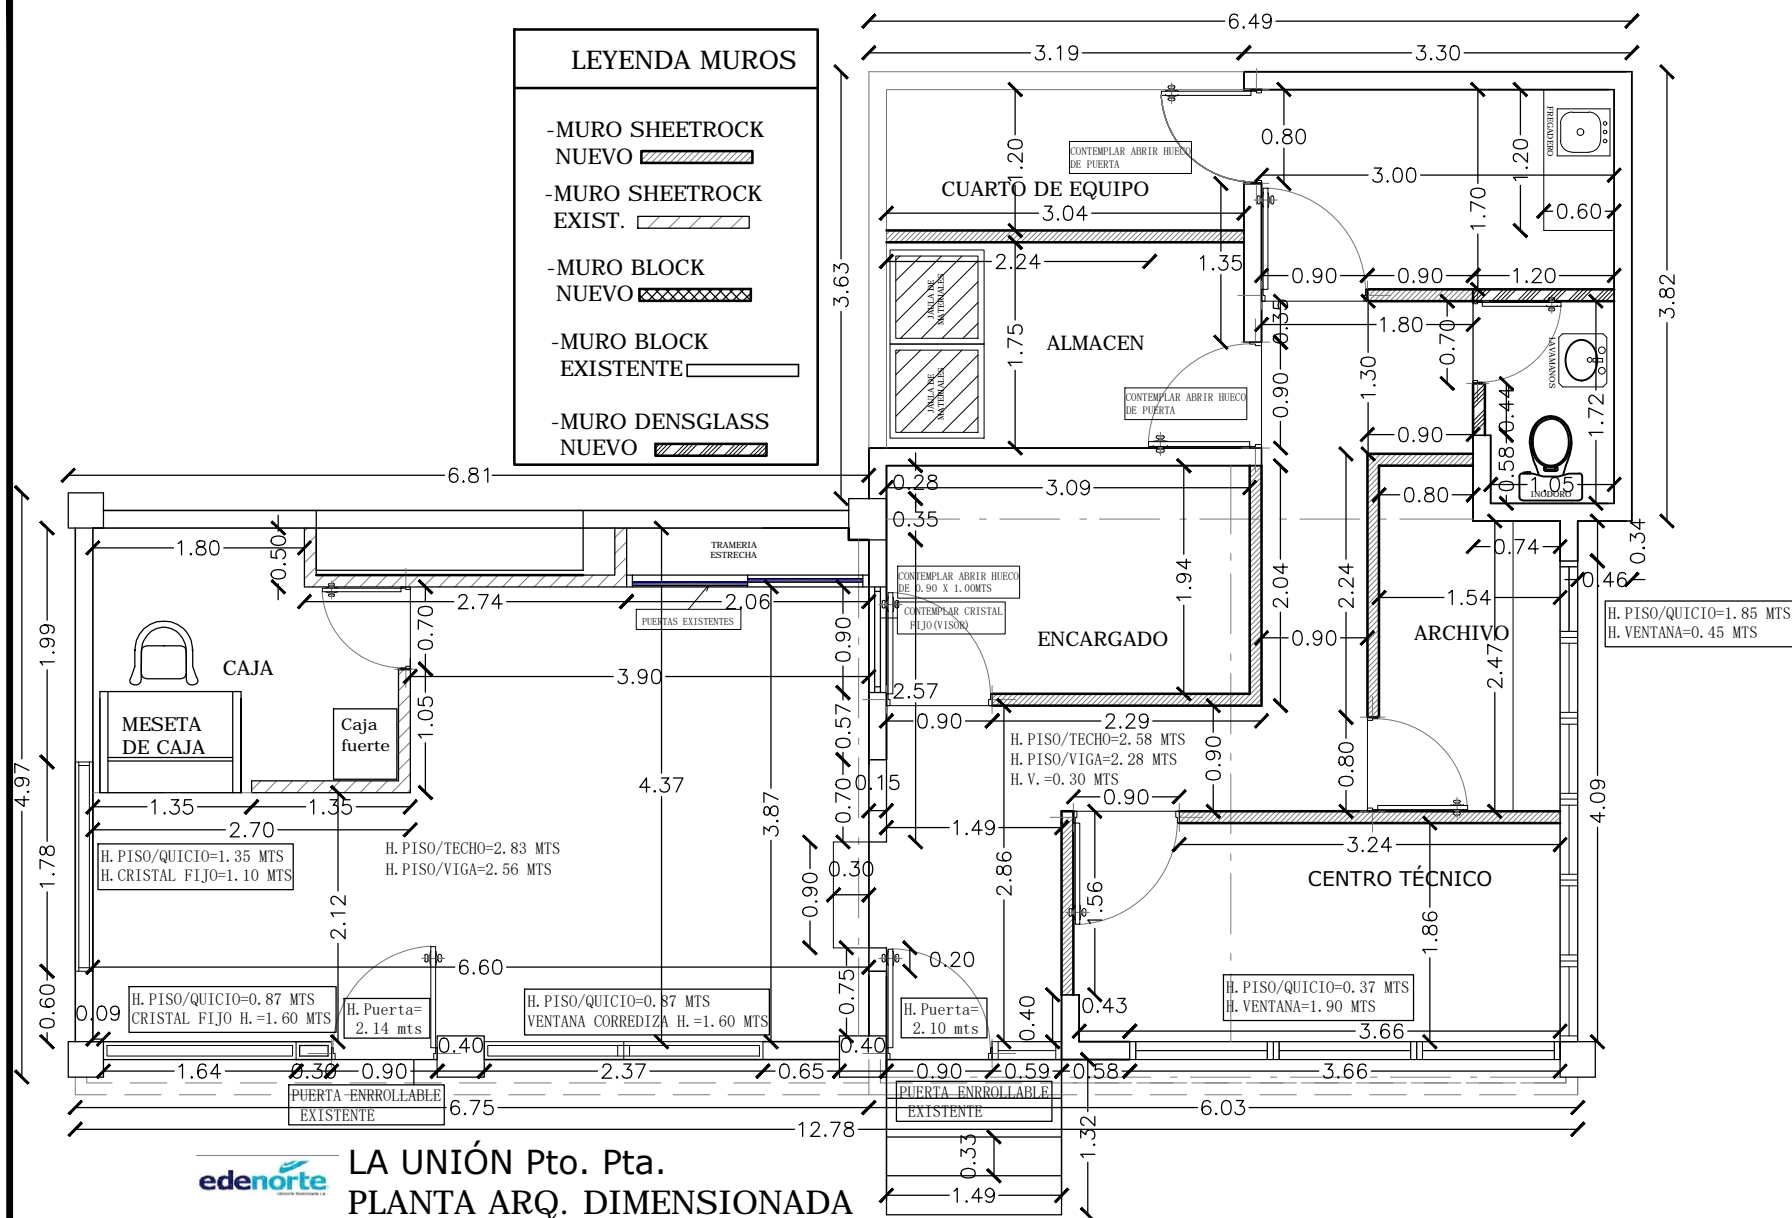 LEYENDA MUROS
-MURO SHEETROCK
NUEVO
-MURO SHEETROCK
EXIST.
-MURO BLOCK
NUEVO
-MURO BLOCK
EXISTENTE
-MURO DENSGLASS
NUEVO
6.49
3.19
3.30
3.63
1.20
CONTEMPLAR ABRIR HUECO
DE PUERTA
0.80
FREGADERO
1.20
3.00
1.70
0.60
3.82
CUARTO DE EQUIPO
3.04
2.24
1.35
0.90
0.90
1.20
JAULA DE
MATERIALES
JAULA DE
MATERIALES
1.75
ALMACEN
0.35
1.80
0.70
1.30
LAVAMANOS
CONTEMPLAR ABRIR HUECO
DE PUERTA
0.90
0.90
0.44
1.72
0.58
1.05
INODORO
0.80
6.81
0.28
3.09
0.35
1.80
0.50
TRAMERIA
ESTRECHA
2.74
2.06
PUERTAS EXISTENTES
CONTEMPLAR ABRIR HUECO
DE 0.90 X 1.00MTS
CONTEMPLAR CRISTAL
FIJO(VISOR)
1.94
2.04
2.24
0.74
0.34
0.46
1.54
H. PISO/QUICIO=1.85 MTS
H. VENTANA=0.45 MTS
ENCARGADO
0.90
ARCHIVO
2.47
1.99
CAJA
0.70
0.90
3.90
2.57
4.97
MESETA
DE CAJA
Caja
fuerte
1.05
0.57
0.90
2.29
H. PISO/TECHO=2.58 MTS
H. PISO/VIGA=2.28 MTS
H. V. =0.30 MTS
0.90
0.80
1.35
1.35
4.37
3.87
0.70
0.15
0.90
4.09
2.70
1.49
3.24
H. PISO/QUICIO=1.35 MTS
H. CRISTAL FIJO=1.10 MTS
H. PISO/TECHO=2.83 MTS
H. PISO/VIGA=2.56 MTS
1.78
2.12
0.90
0.30
2.86
1.56
CENTRO TÉCNICO
1.86
6.60
0.20
0.60
0.09
H. PISO/QUICIO=0.87 MTS
CRISTAL FIJO H. =1.60 MTS
H. Puerta=
2.14 mts
H. PISO/QUICIO=0.87 MTS
VENTANA CORREDIZA H. =1.60 MTS
0.75
H. Puerta=
2.10 mts
0.40
0.43
H. PISO/QUICIO=0.37 MTS
H. VENTANA=1.90 MTS
3.66
0.40
0.40
1.64
0.30
0.90
2.37
0.65
0.90
0.59
0.58
3.66
PUERTA ENRROLLABLE
EXISTENTE
PUERTA ENRROLLABLE
EXISTENTE
6.75
6.03
12.78
1.32
0.33
1.49
edenorte
LA UNIÓN Pto. Pta.
PLANTA ARQ. DIMENSIONADA